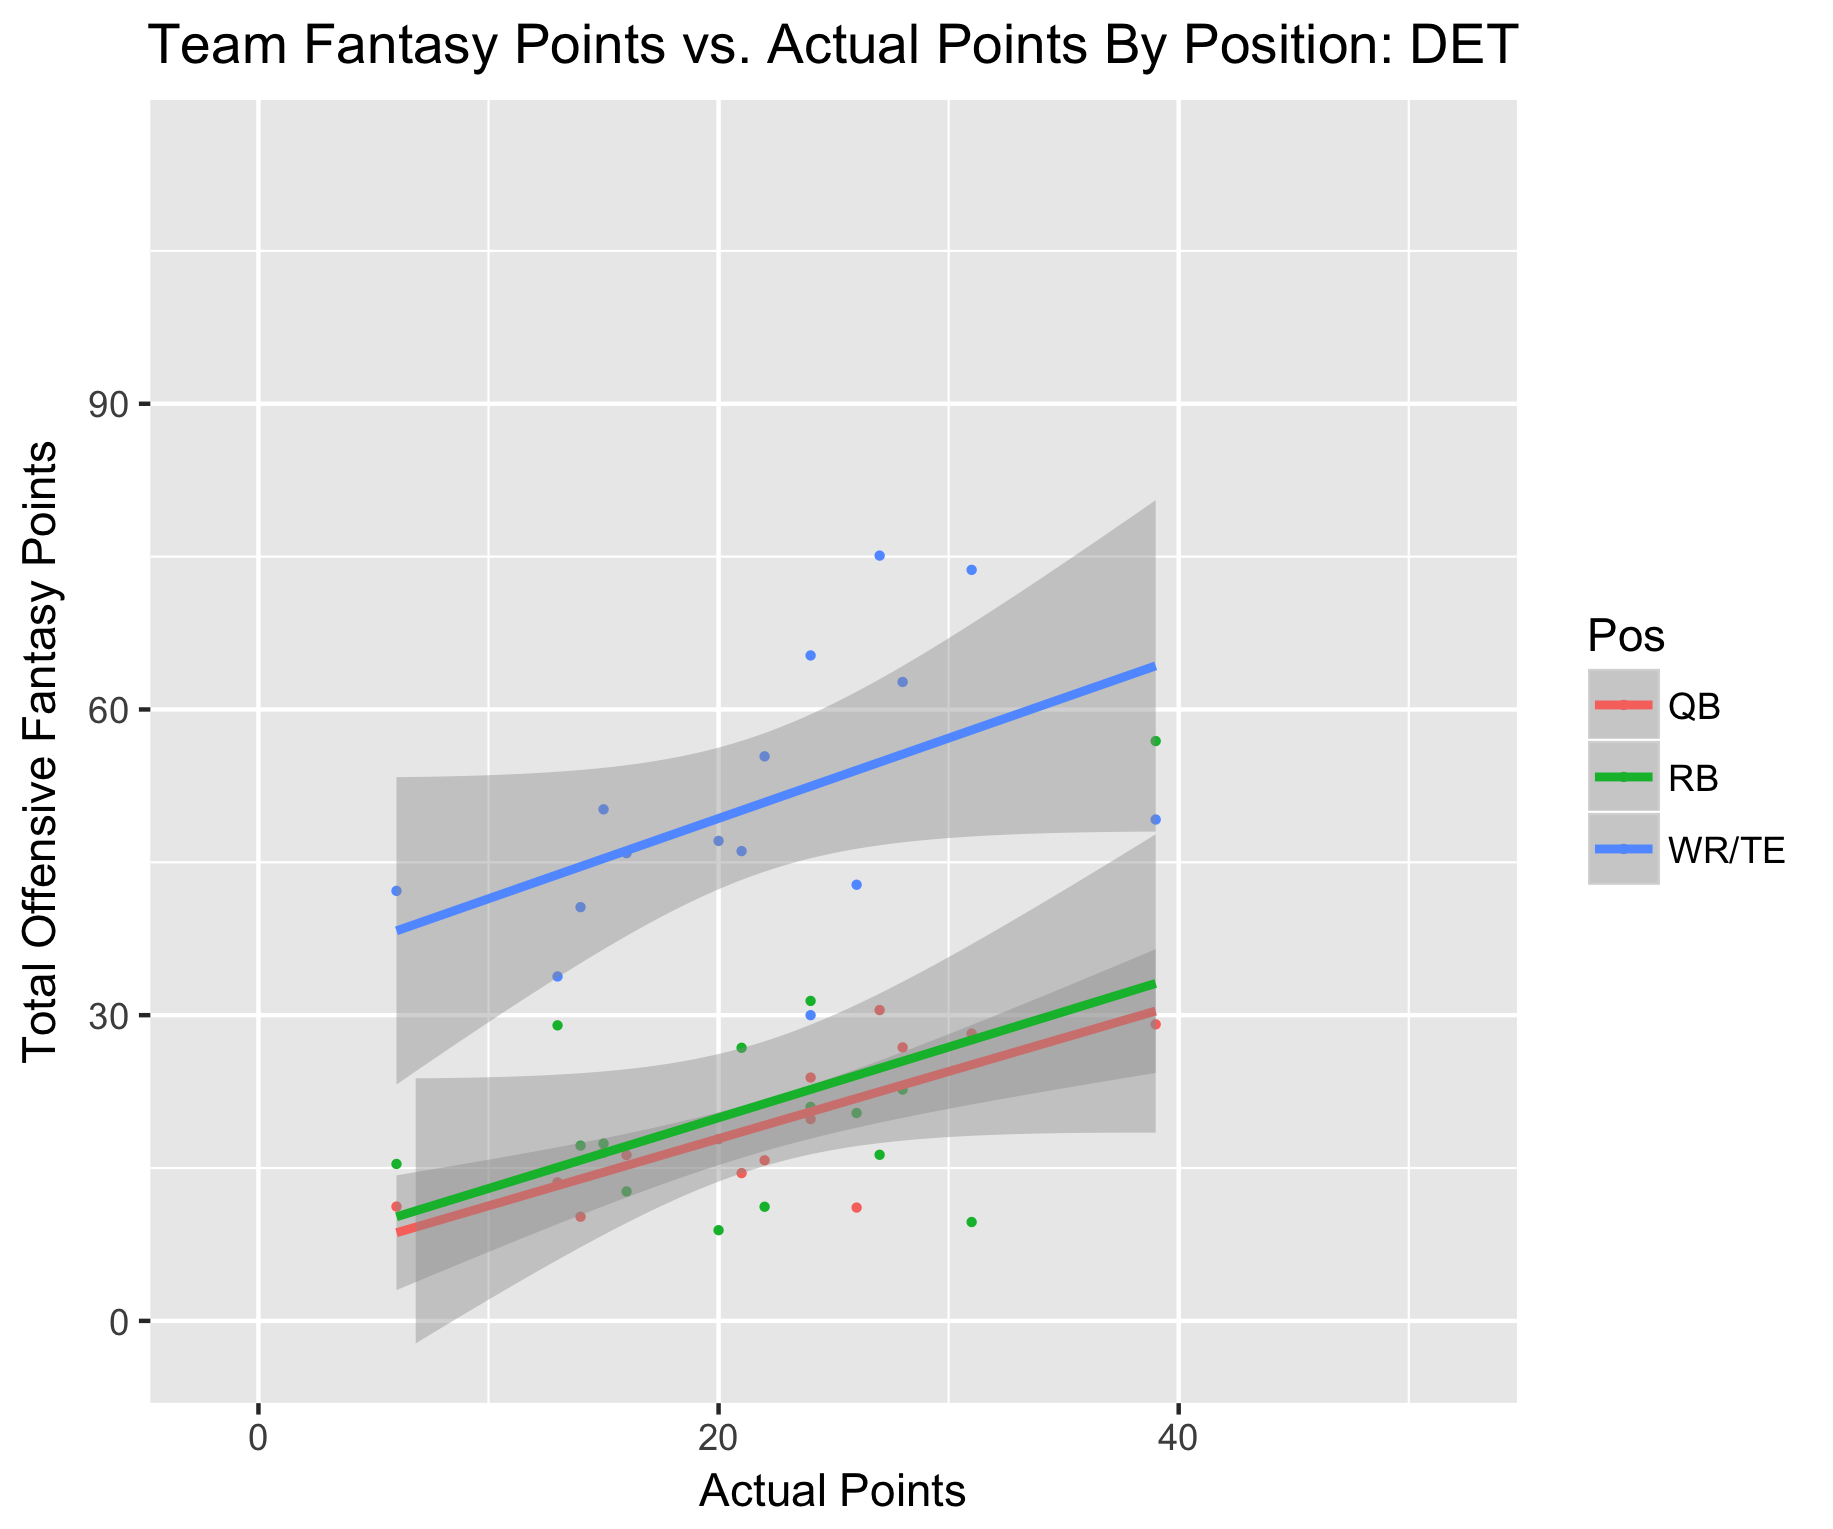 Team Fantasy Points vs. Actual Points By Position: DET
Total Offensive Fantasy Points
90
60
30
0
0 20 40
Actual Points
Pos
QB
RB
WR/TE